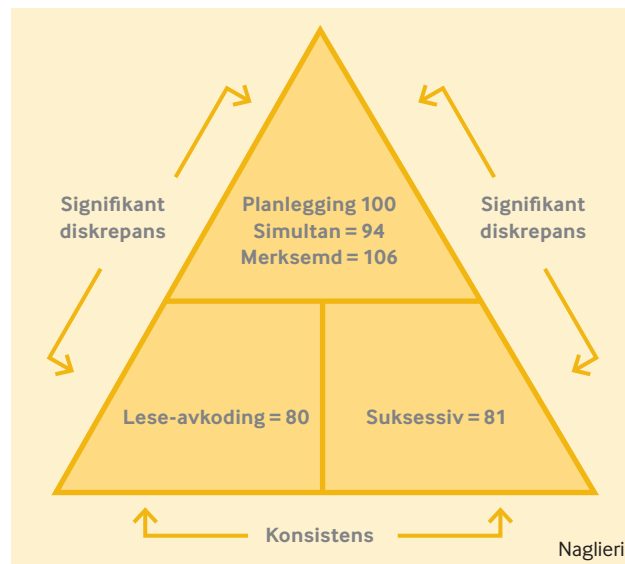 Signifikant
diskrepans
Planlegging 100
Simultan = 94
Merksemd = 106
Signifikant
diskrepans
Lese-avkoding = 80
Suksessiv = 81
Konsistens
Naglieri